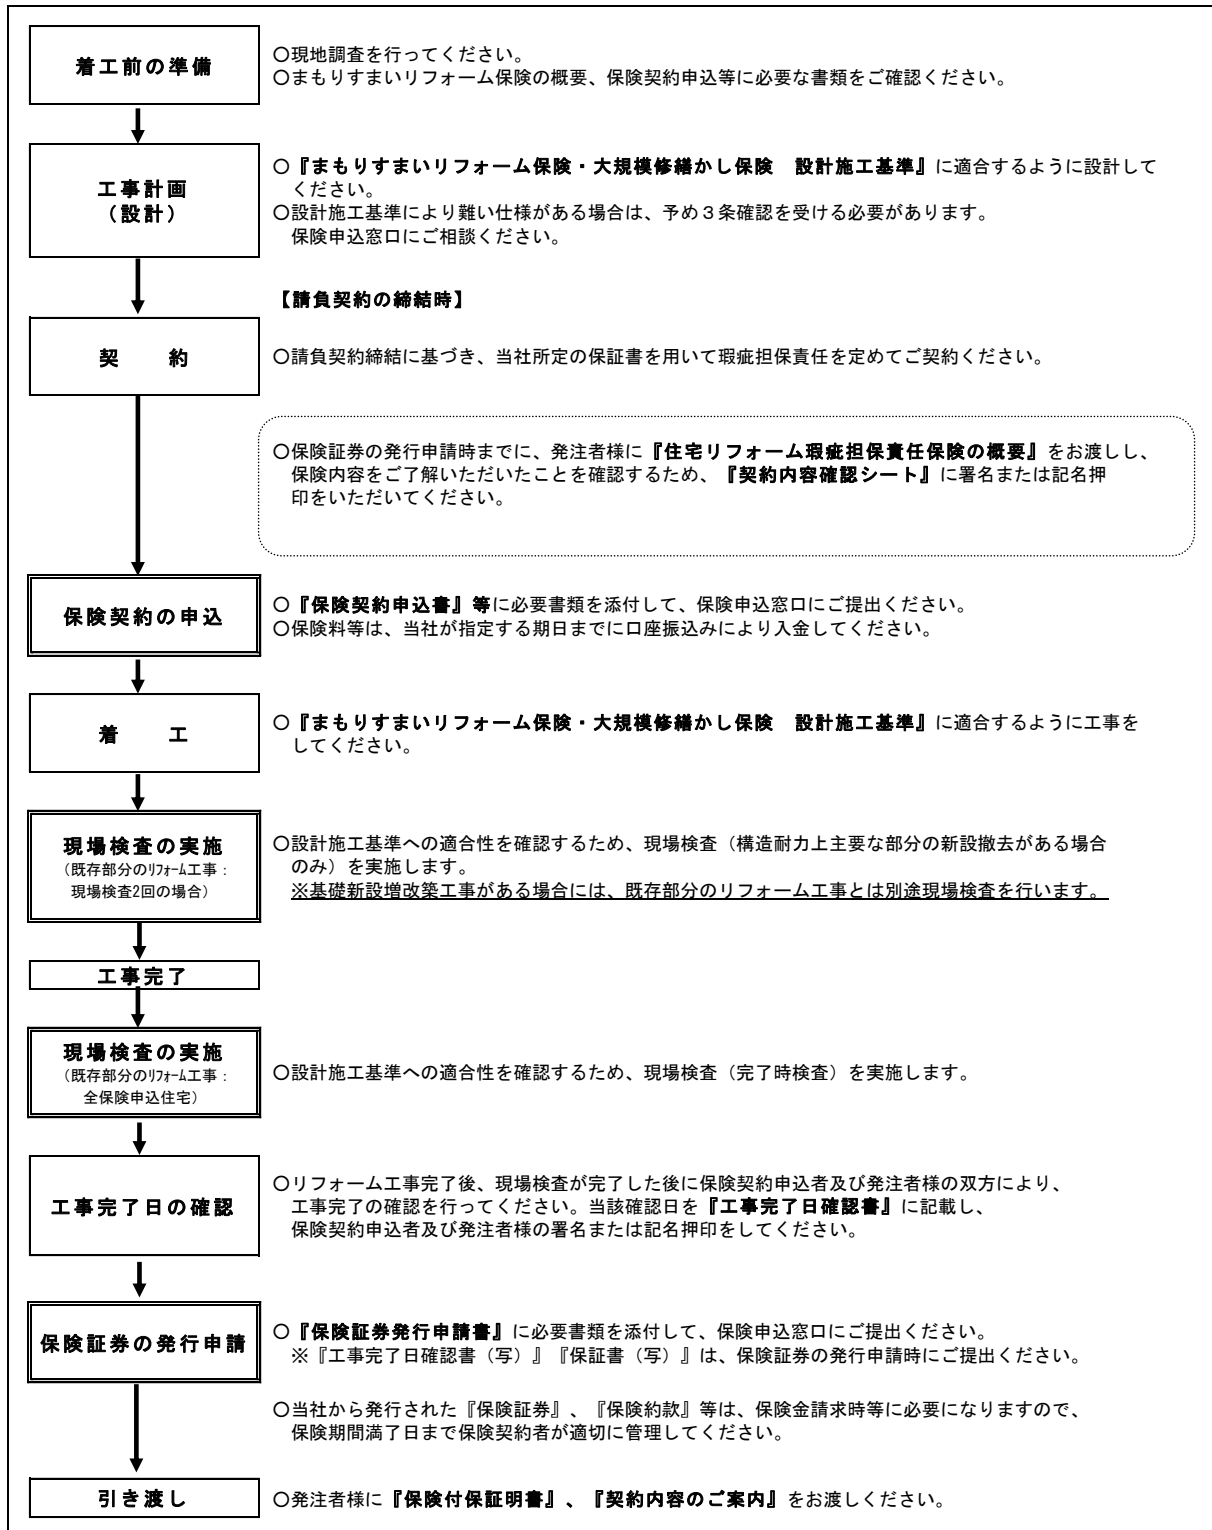 着工前の準備
〇現地調査を行ってください。
〇まもりすまいリフォーム保険の概要、保険契約申込等に必要な書類をご確認ください。
工事計画
（設計）
〇『まもりすまいリフォーム保険・大規模修繕かし保険　設計施工基準』に適合するように設計して
ください。
〇設計施工基準により難い仕様がある場合は、予め３条確認を受ける必要があります。
保険申込窓口にご相談ください。
【請負契約の締結時】
契　　約
〇請負契約締結に基づき、当社所定の保証書を用いて瑕疵担保責任を定めてご契約ください。
〇保険証券の発行申請時までに、発注者様に『住宅リフォーム瑕疵担保責任保険の概要』をお渡しし、
保険内容をご了解いただいたことを確認するため、『契約内容確認シート』に署名または記名押
印をいただいてください。
保険契約の申込
〇『保険契約申込書』等に必要書類を添付して、保険申込窓口にご提出ください。
〇保険料等は、当社が指定する期日までに口座振込みにより入金してください。
着　　工
〇『まもりすまいリフォーム保険・大規模修繕かし保険　設計施工基準』に適合するように工事を
してください。
現場検査の実施
（既存部分のﾘﾌｫｰﾑ工事：
現場検査2回の場合）
〇設計施工基準への適合性を確認するため、現場検査（構造耐力上主要な部分の新設撤去がある場合
のみ）を実施します。
※基礎新設増改築工事がある場合には、既存部分のリフォーム工事とは別途現場検査を行います。
工事完了
現場検査の実施
（既存部分のﾘﾌｫｰﾑ工事：
全保険申込住宅）
〇設計施工基準への適合性を確認するため、現場検査（完了時検査）を実施します。
工事完了日の確認
〇リフォーム工事完了後、現場検査が完了した後に保険契約申込者及び発注者様の双方により、
工事完了の確認を行ってください。当該確認日を『工事完了日確認書』に記載し、
保険契約申込者及び発注者様の署名または記名押印をしてください。
保険証券の発行申請
〇『保険証券発行申請書』に必要書類を添付して、保険申込窓口にご提出ください。
※『工事完了日確認書（写）』『保証書（写）』は、保険証券の発行申請時にご提出ください。
〇当社から発行された『保険証券』、『保険約款』等は、保険金請求時等に必要になりますので、
保険期間満了日まで保険契約者が適切に管理してください。
引き渡し
〇発注者様に『保険付保証明書』、『契約内容のご案内』をお渡しください。